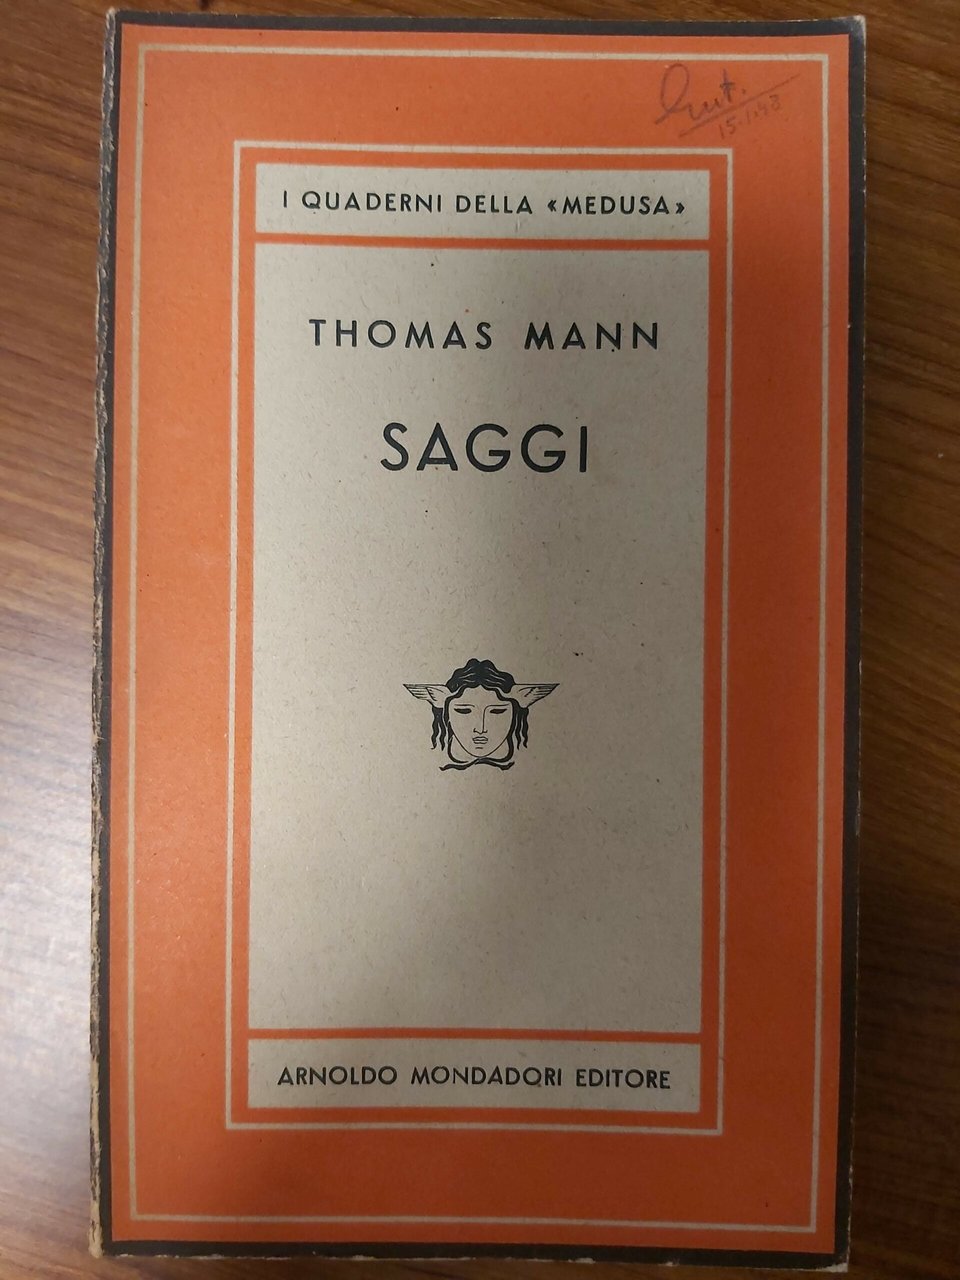 I QUADERNI DELLA «MEDUSA»
THOMAS MANN
SAGGI
ARNOLDO MONDADORI EDITORE